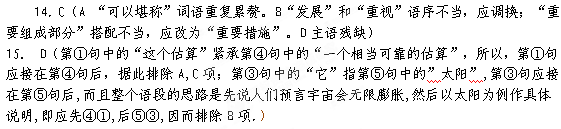 14.C(A “可以堪称”词语重复累赘。B“发展”和“重视”语序不当，应调换；“重
要组成部分”搭配不当，应改为“重要措施”。D主语残缺）
15. D（第①句中的“这个估算”紧承第④句中的“一个相当可靠的估算”，所以，第①句
应接在第④句后，据此排除A,C项；第③句中的“它”指第⑤句中的”太阳”,第③句应接
在第⑤句后,而且整个语段的思路是先说人们预言宇宙会无限膨胀,然后以太阳为例作具体
说明,即应先④①,后⑤③,因而排除B项.）